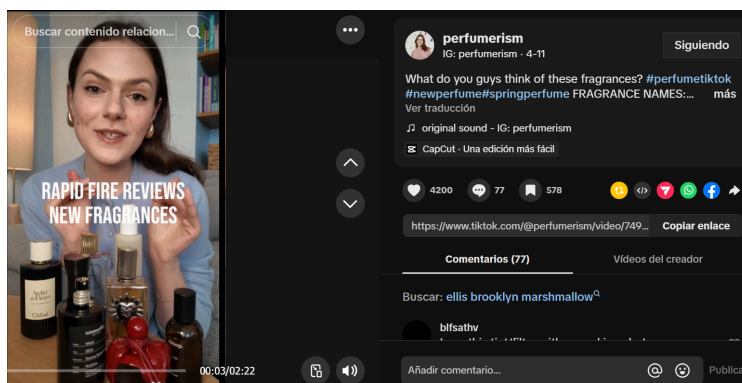 Buscar contenido relacion...
RAPID FIRE REVIEWS
NEW FRAGRANCES
Atelier
des Fleurs
Chloé
00:03/02:22
perfumerism
IG: perfumerism · 4-11
Siguiendo
What do you guys think of these fragrances? #perfumetiktok
#newperfume#springperfume FRAGRANCE NAMES:... más
Ver traducción
original sound - IG: perfumerism
CapCut · Una edición más fácil
4200 77 578
https://www.tiktok.com/@perfumerism/video/749... Copiar enlace
Comentarios (77) Vídeos del creador
Buscar: ellis brooklyn marshmallow
blfsathv
Añadir comentario... Publica